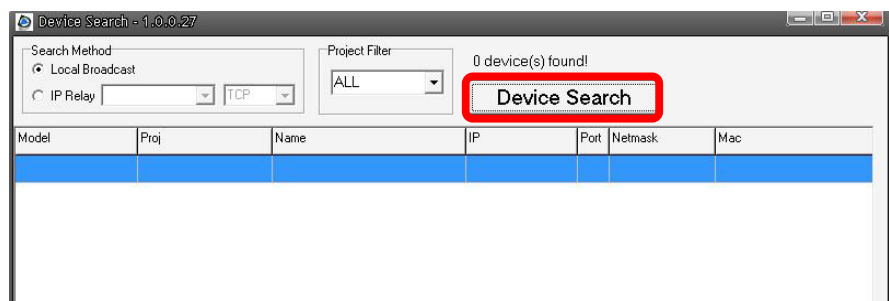 Device Search - 1.0.0.27
Search Method
Local Broadcast
IP Relay TCP
Project Filter
ALL
0 device(s) found!
Device Search
Model Proj Name IP Port Netmask Mac